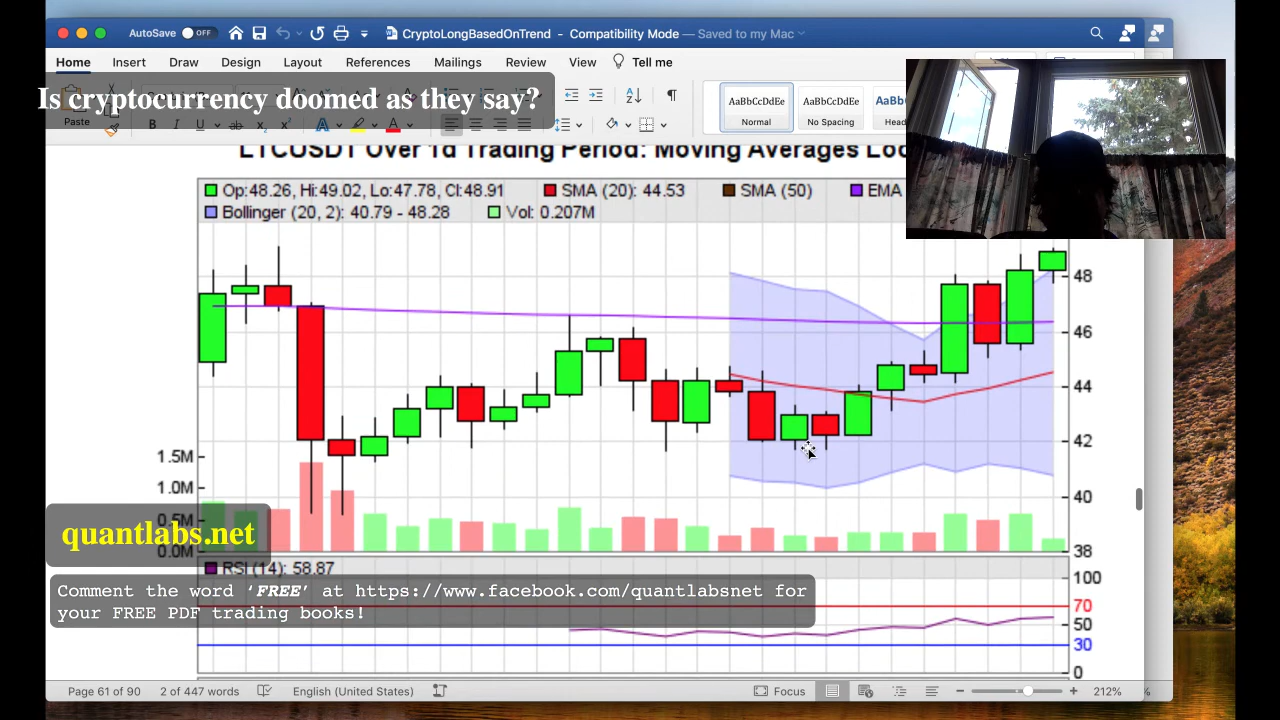 AutoSave OFF CryptoLongBasedOnTrend - Compatibility Mode — Saved to my Mac
Home Insert Draw Design Layout References Mailings Review View Tell me
Is cryptocurrency doomed as they say?
Paste
AaBbCcDdEe AaBbCcDdEe AaBbC
Normal No Spacing Head
LTCUSDT Over 1d Trading Period: Moving Averages Loo
Op:48.26, Hi:49.02, Lo:47.78, Cl:48.91 SMA (20): 44.53 SMA (50) EMA
Bollinger (20, 2): 40.79 - 48.28 Vol: 0.207M
48
46
44
42
1.5M
1.0M
40
0.5M
0.0M
38
quantlabs.net
RSI (14): 58.87
100
70
50
30
0
Comment the word ‘FREE’ at https://www.facebook.com/quantlabsnet for
your FREE PDF trading books!
Page 61 of 90 2 of 447 words English (United States) Focus 212%